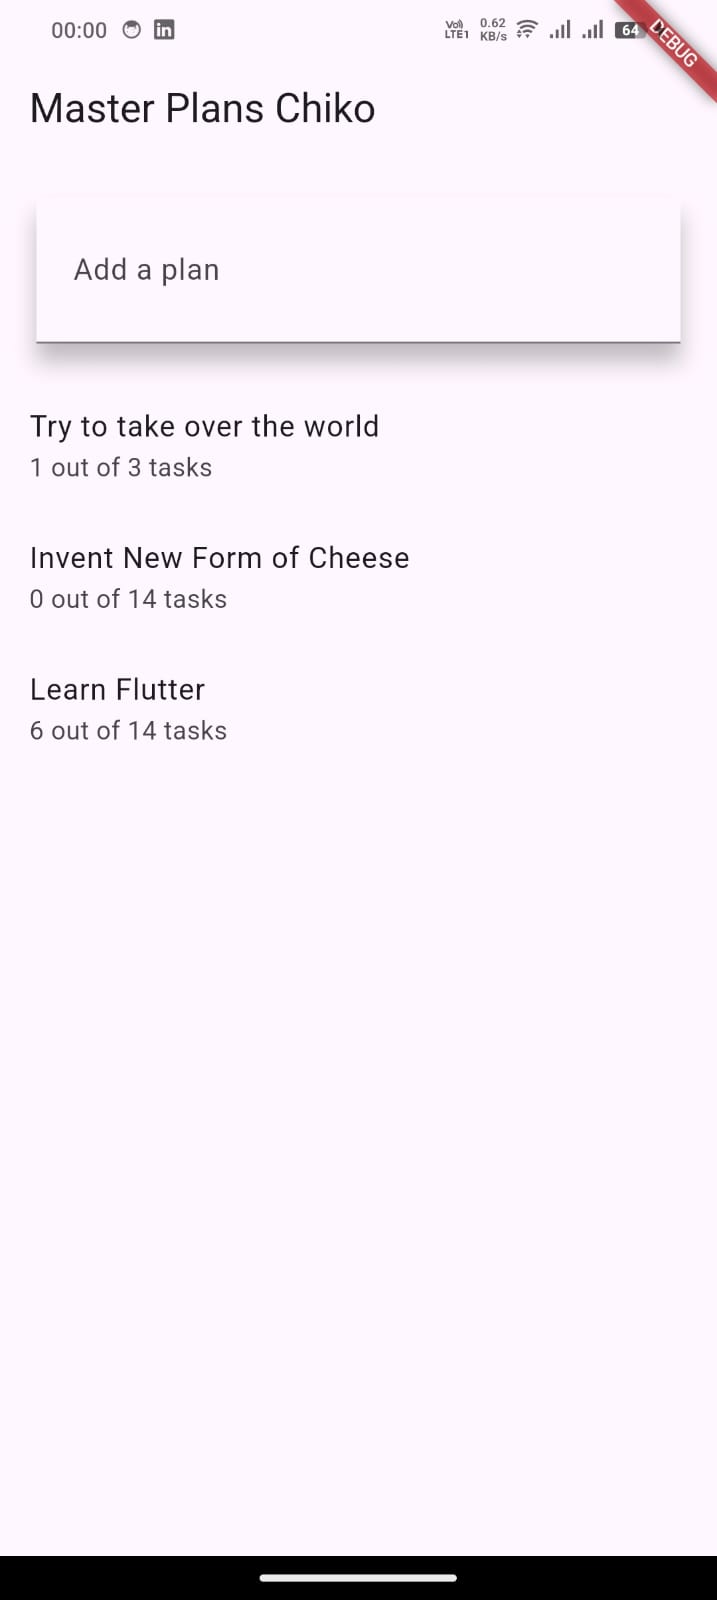 00:00 in Vo)) LTE1 0.62 KB/s 64 DEBUG
Master Plans Chiko
Add a plan
Try to take over the world
1 out of 3 tasks
Invent New Form of Cheese
0 out of 14 tasks
Learn Flutter
6 out of 14 tasks